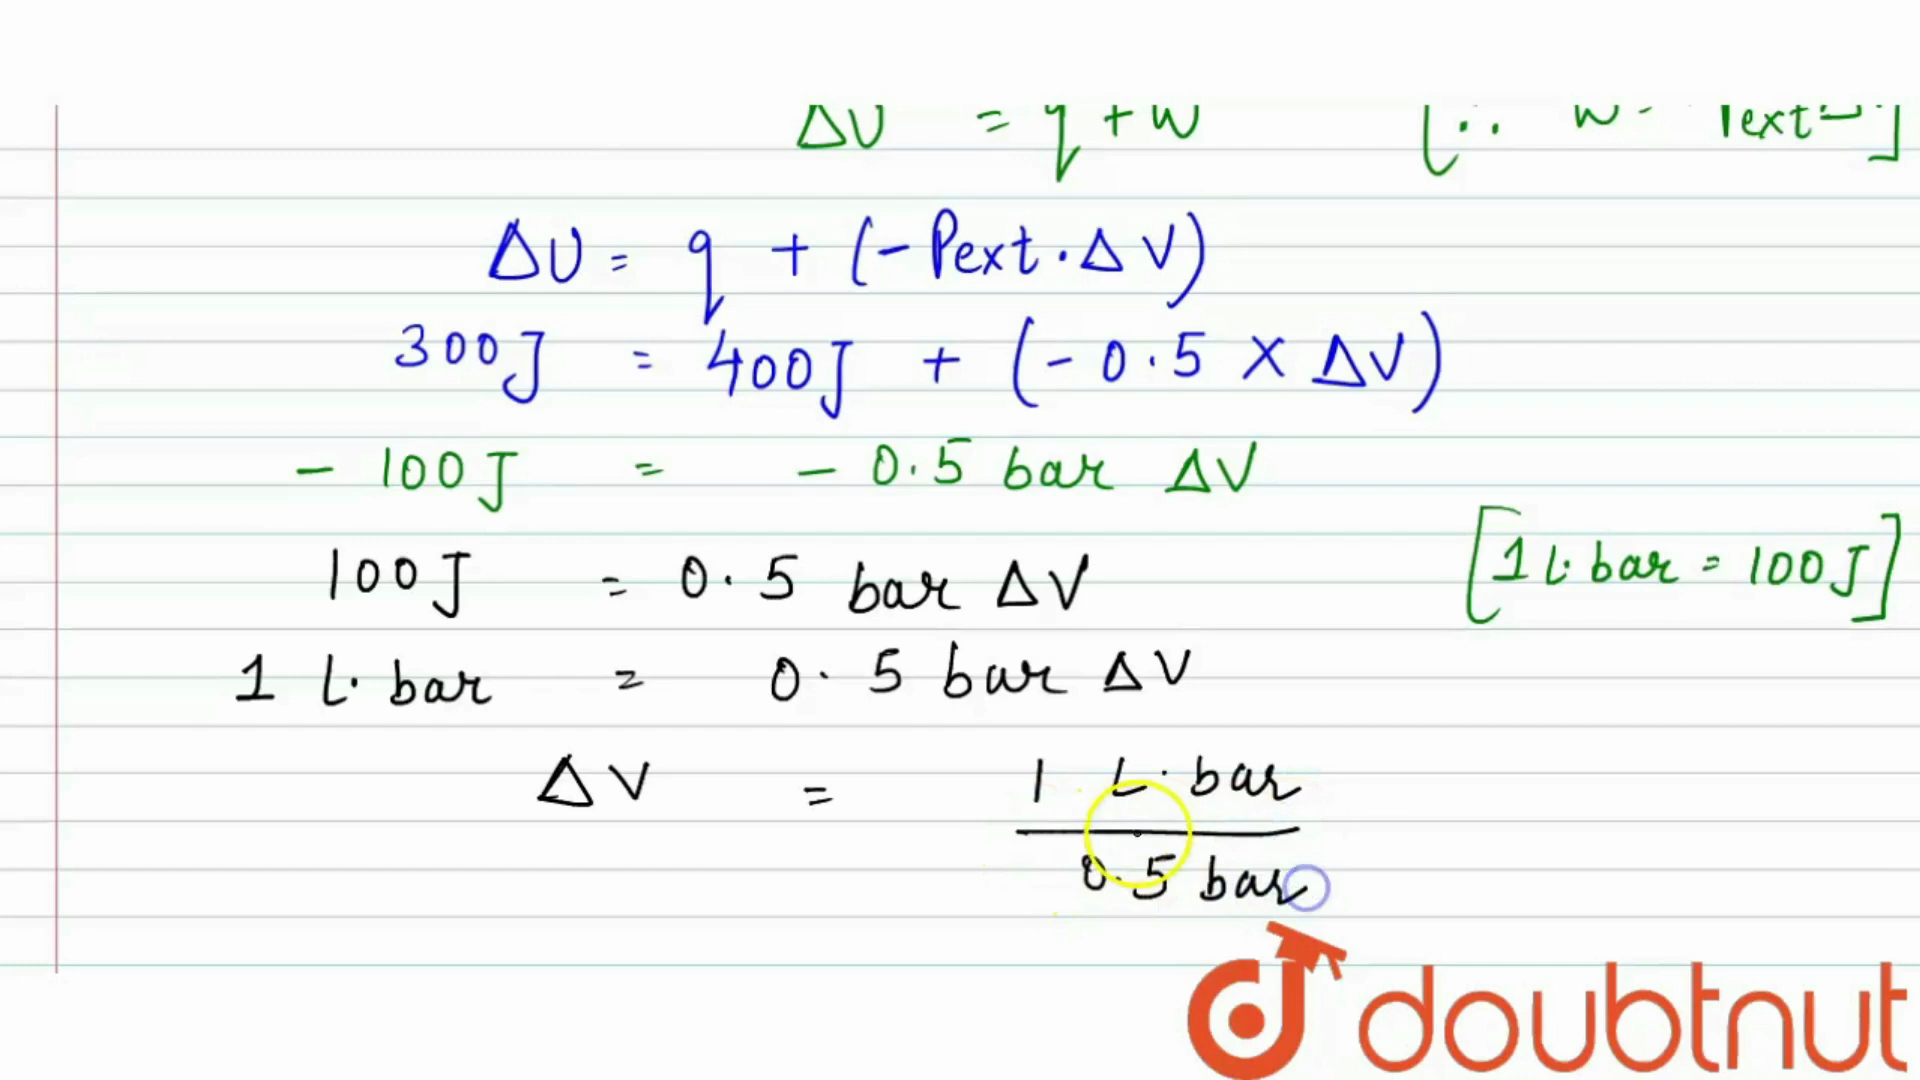 ΔU = q + W [∴ W = Pext Δ]
ΔU = q + (- Pext · ΔV)
300J = 400J + (- 0.5 X ΔV)
- 100J = - 0.5 bar ΔV
100J = 0.5 bar ΔV [1 L. bar = 100J]
1 L. bar = 0.5 bar ΔV
ΔV = 1 L. bar
0.5 bar
doubtnut